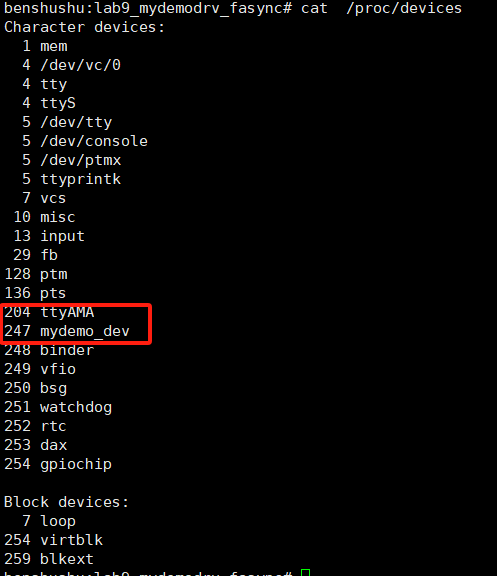 benshushu:lab9_mydemodrv_fasync# cat  /proc/devices
Character devices:
  1 mem
  4 /dev/vc/0
  4 tty
  4 ttyS
  5 /dev/tty
  5 /dev/console
  5 /dev/ptmx
  5 ttyprintk
  7 vcs
 10 misc
 13 input
 29 fb
128 ptm
136 pts
204 ttyAMA
247 mydemo_dev
248 binder
249 vfio
250 bsg
251 watchdog
252 rtc
253 dax
254 gpiochip
Block devices:
  7 loop
254 virtblk
259 blkext
benshushu:lab9_mydemodrv_fasync#